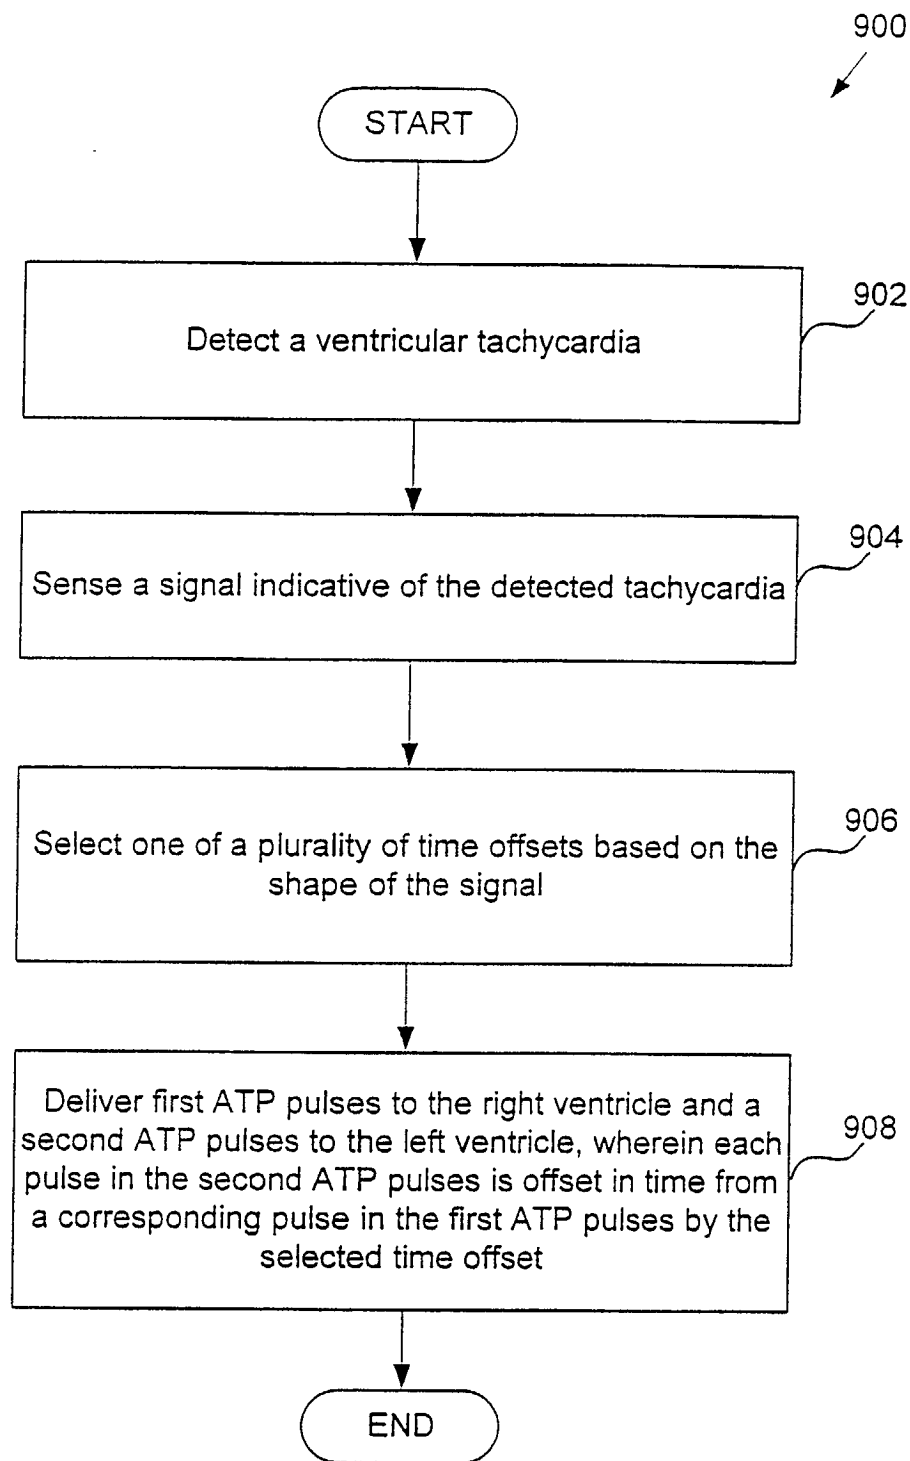 900
START
Detect a ventricular tachycardia
902
Sense a signal indicative of the detected tachycardia
904
Select one of a plurality of time offsets based on the
shape of the signal
906
Deliver first ATP pulses to the right ventricle and a
second ATP pulses to the left ventricle, wherein each
pulse in the second ATP pulses is offset in time from
a corresponding pulse in the first ATP pulses by the
selected time offset
908
END